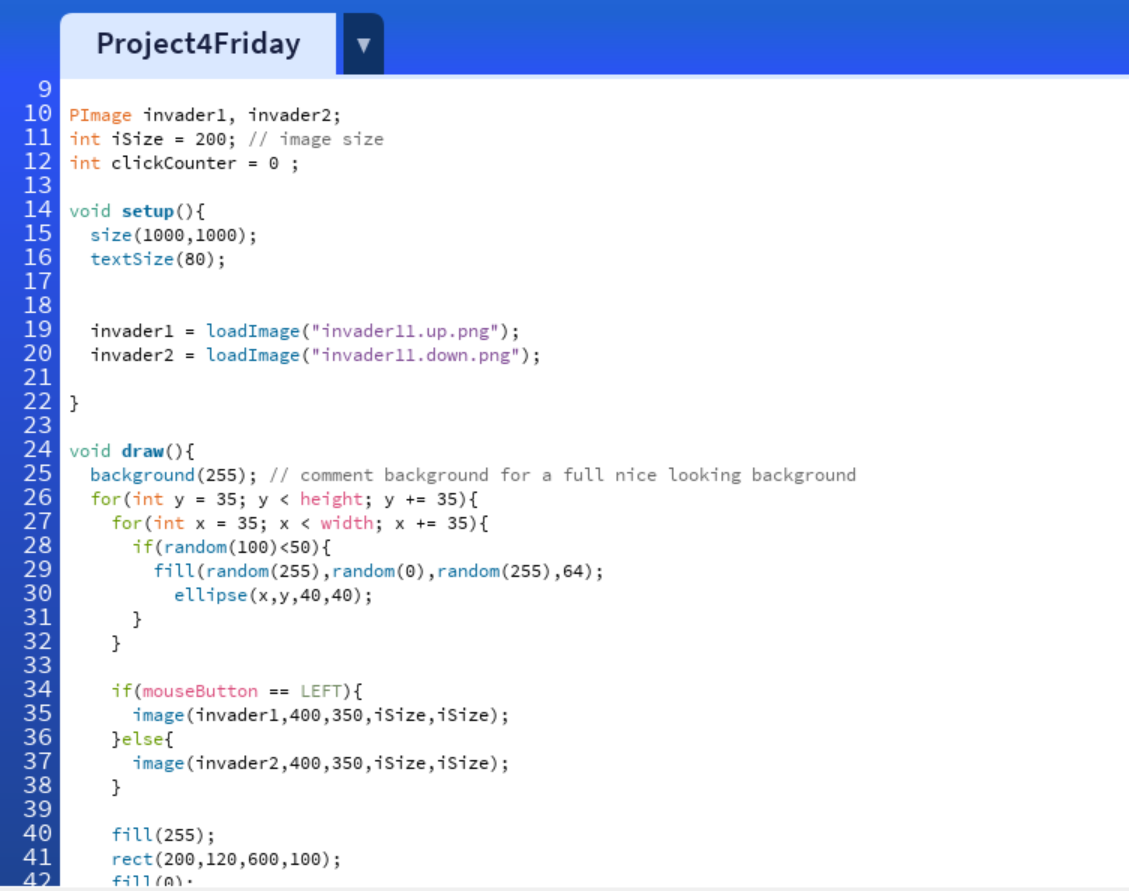 Project4Friday ▼
9
10 PImage invader1, invader2;
11 int iSize = 200; // image size
12 int clickCounter = 0 ;
13
14 void setup(){
15   size(1000,1000);
16   textSize(80);
17
18
19   invader1 = loadImage("invader11.up.png");
20   invader2 = loadImage("invader11.down.png");
21
22 }
23
24 void draw(){
25   background(255); // comment background for a full nice looking background
26   for(int y = 35; y < height; y += 35){
27     for(int x = 35; x < width; x += 35){
28       if(random(100)<50){
29         fill(random(255),random(0),random(255),64);
30           ellipse(x,y,40,40);
31       }
32     }
33
34     if(mouseButton == LEFT){
35       image(invader1,400,350,iSize,iSize);
36     }else{
37       image(invader2,400,350,iSize,iSize);
38     }
39
40     fill(255);
41     rect(200,120,600,100);
42     fill(0);